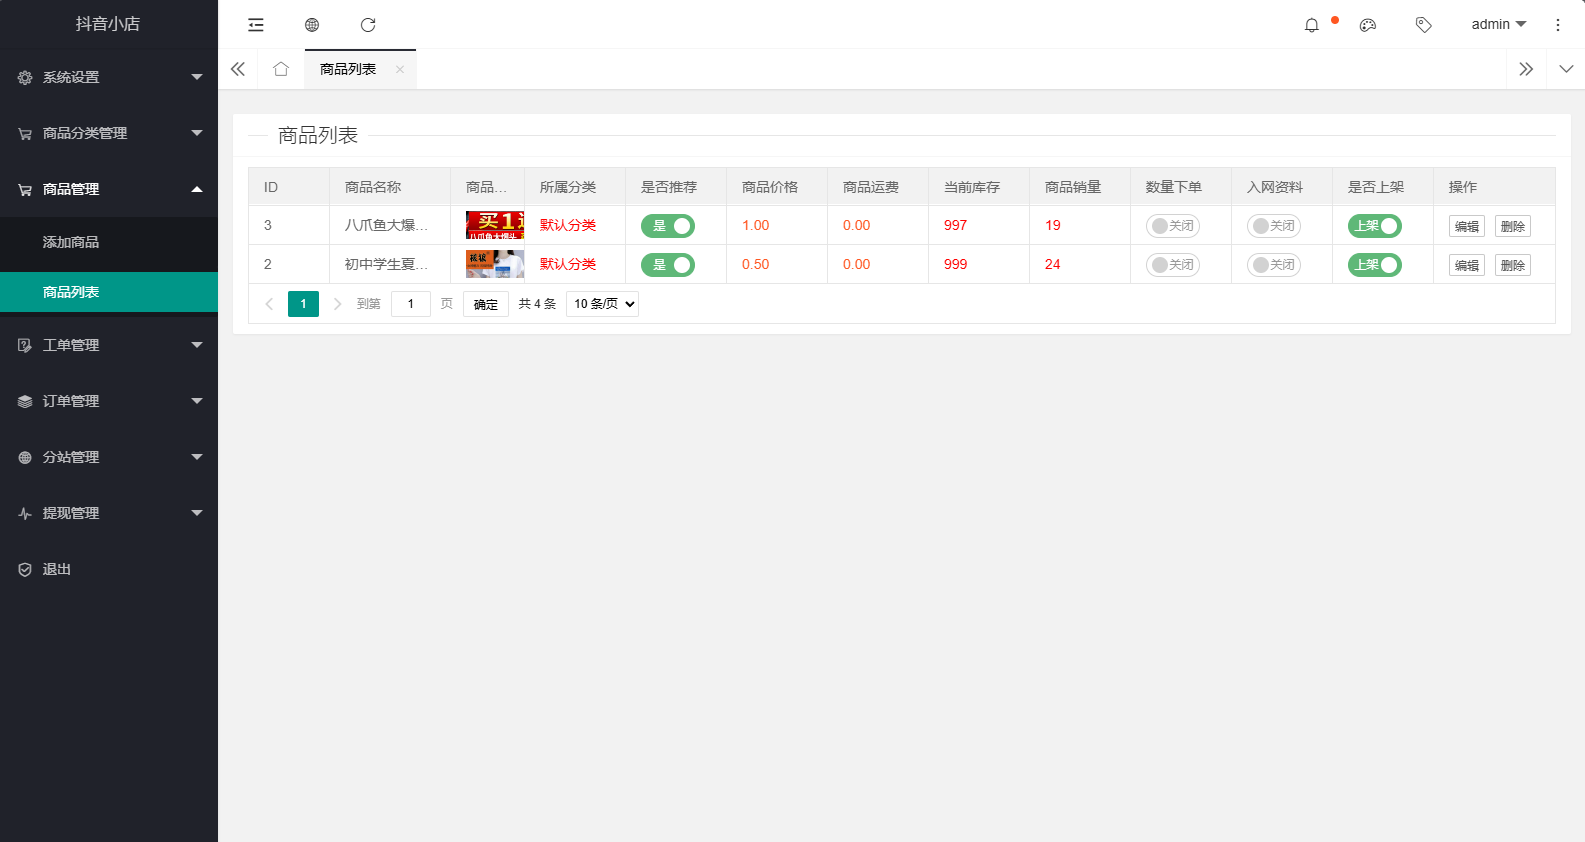 抖音小店
admin
系统设置
商品列表
商品分类管理
商品列表
商品管理
ID 商品名称 商品... 所属分类 是否推荐 商品价格 商品运费 当前库存 商品销量 数量下单 入网资料 是否上架 操作
3 八爪鱼大爆... 买1送 默认分类 是 1.00 0.00 997 19 关闭 关闭 上架 编辑 删除
添加商品
2 初中学生夏... 默认分类 是 0.50 0.00 999 24 关闭 关闭 上架 编辑 删除
商品列表
1 到第 1 页 确定 共 4 条 10 条/页
工单管理
订单管理
分站管理
提现管理
退出